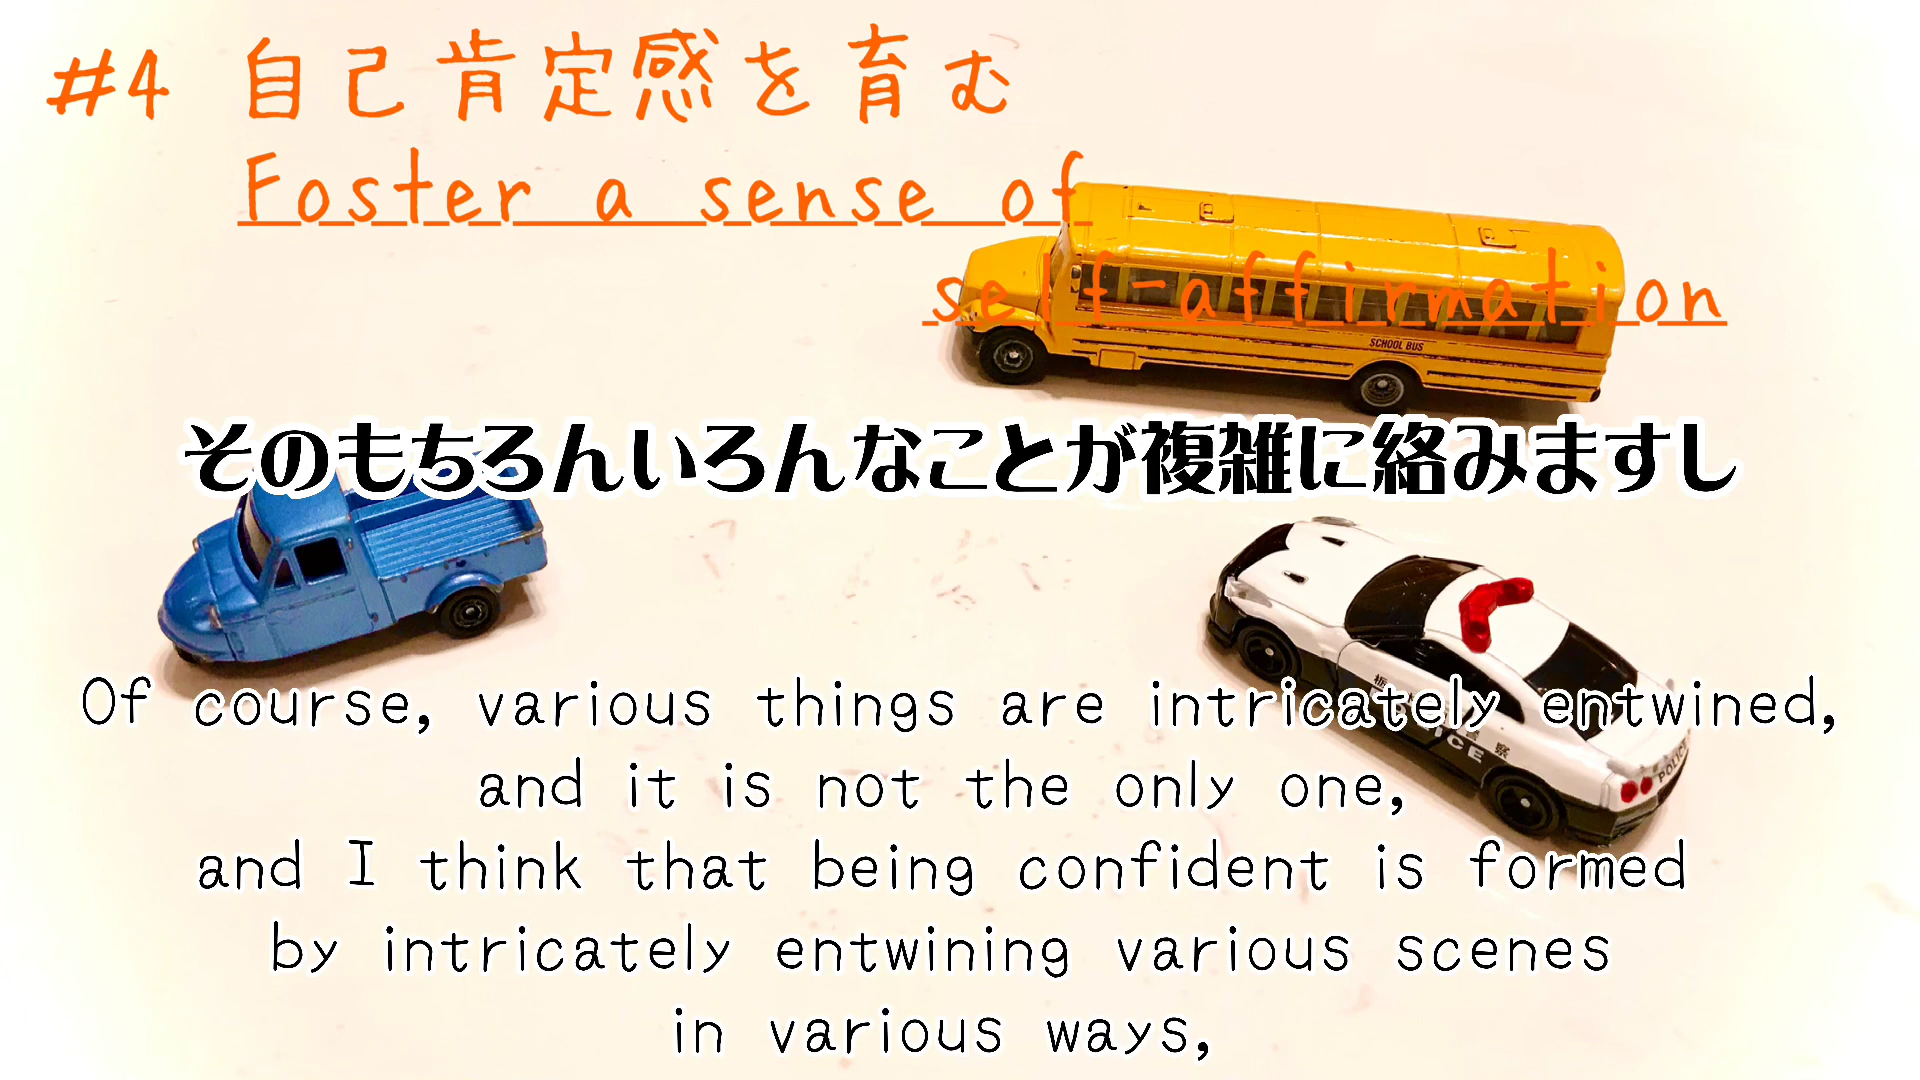 #4 自己肯定感を育む
Foster a sense of
self-affirmation
SCHOOL BUS
そのもちろんいろんなことが複雑に絡みますし
Of course, various things are intricately entwined,
and it is not the only one,
and I think that being confident is formed
by intricately entwining various scenes
in various ways,
POLICE